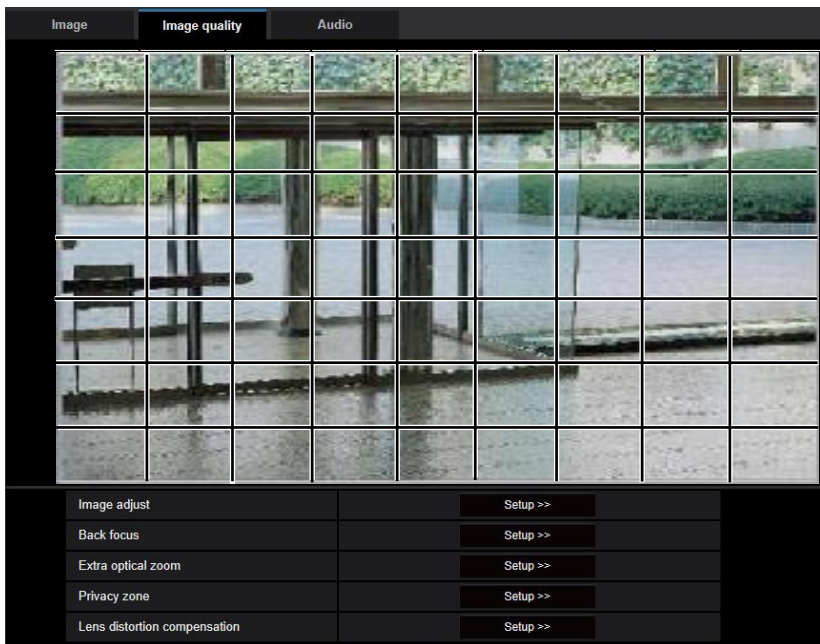 Image Image quality Audio
Image adjust Setup >>
Back focus Setup >>
Extra optical zoom Setup >>
Privacy zone Setup >>
Lens distortion compensation Setup >>